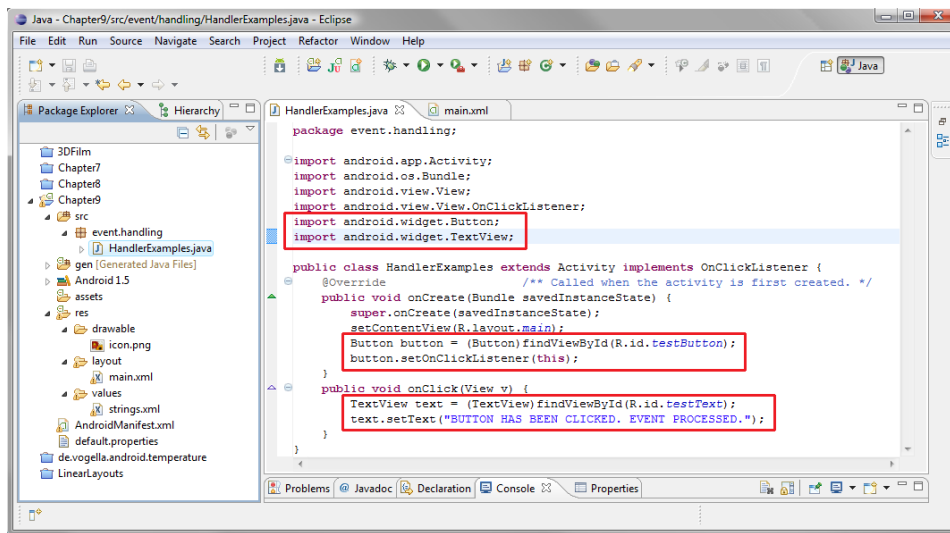 Java - Chapter9/src/event/handling/HandlerExamples.java - Eclipse
File Edit Run Source Navigate Search Project Refactor Window Help
Java
Package Explorer
Hierarchy
3DFilm
Chapter7
Chapter8
Chapter9
src
event.handling
HandlerExamples.java
gen [Generated Java Files]
Android 1.5
assets
res
drawable
icon.png
layout
main.xml
values
strings.xml
AndroidManifest.xml
default.properties
de.vogella.android.temperature
LinearLayouts
HandlerExamples.java
main.xml
package event.handling;
import android.app.Activity;
import android.os.Bundle;
import android.view.View;
import android.view.View.OnClickListener;
import android.widget.Button;
import android.widget.TextView;
public class HandlerExamples extends Activity implements OnClickListener {
@Override /** Called when the activity is first created. */
public void onCreate(Bundle savedInstanceState) {
super.onCreate(savedInstanceState);
setContentView(R.layout.main);
Button button = (Button)findViewById(R.id.testButton);
button.setOnClickListener(this);
}
public void onClick(View v) {
TextView text = (TextView)findViewById(R.id.testText);
text.setText("BUTTON HAS BEEN CLICKED. EVENT PROCESSED.");
}
}
Problems @ Javadoc Declaration Console Properties